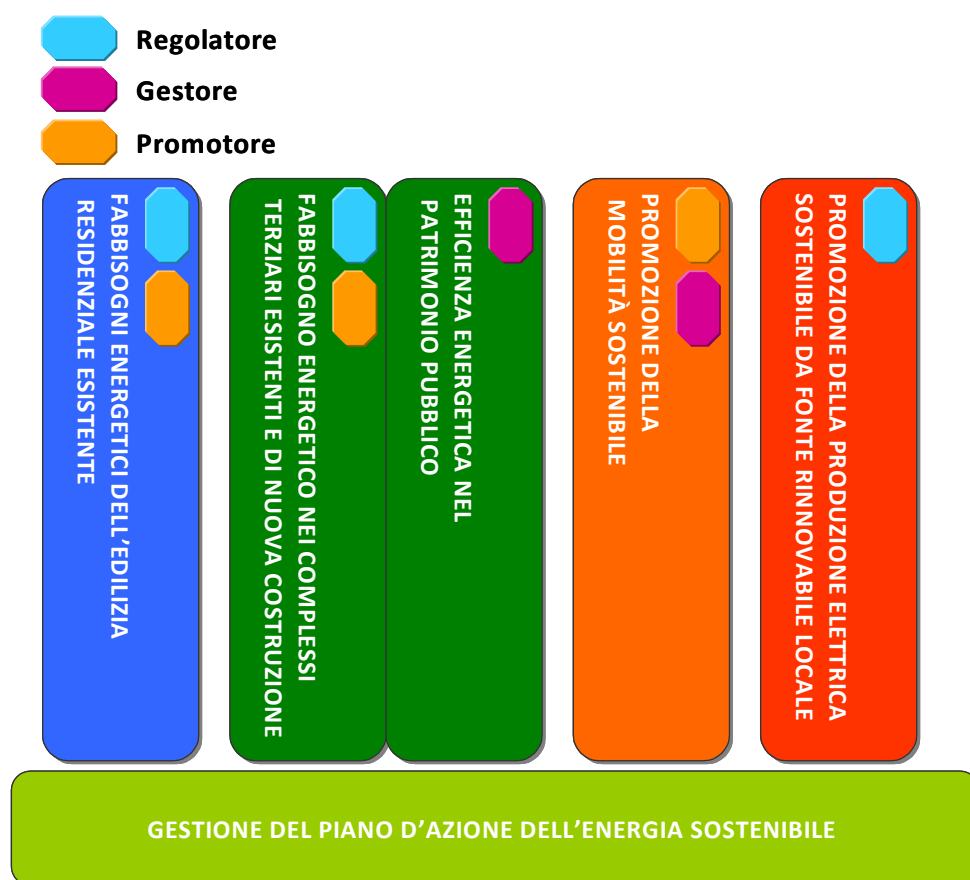 Regolatore
Gestore
Promotore
FABBISOGNI ENERGETICI DELL'EDILIZIA
RESIDENZIALE ESISTENTE
FABBISOGNO ENERGETICO NEI COMPLESSI
TERZIARI ESISTENTI E DI NUOVA COSTRUZIONE
EFFICIENZA ENERGETICA NEL
PATRIMONIO PUBBLICO
PROMOZIONE DELLA
MOBILITÀ SOSTENIBILE
PROMOZIONE DELLA PRODUZIONE ELETTRICA
SOSTENIBILE DA FONTE RINNOVABILE LOCALE
GESTIONE DEL PIANO D'AZIONE DELL'ENERGIA SOSTENIBILE